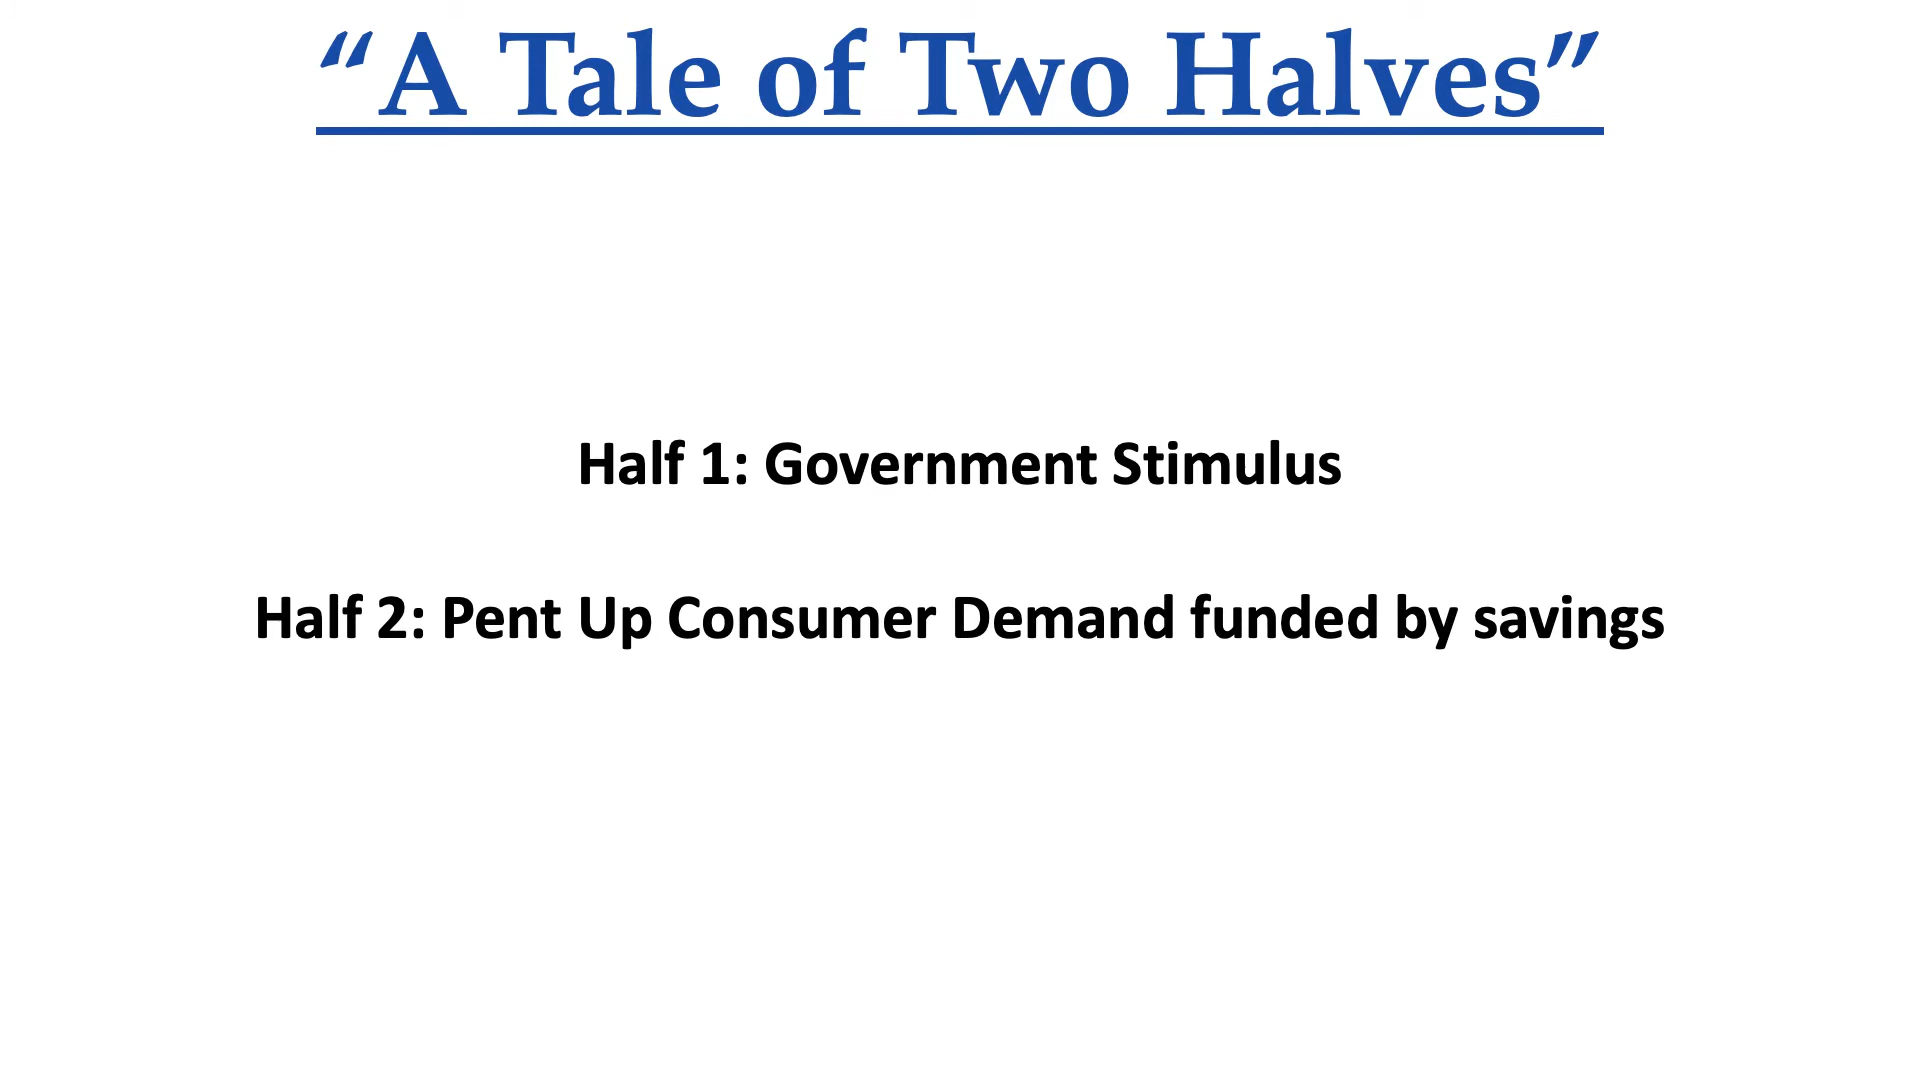 “A Tale of Two Halves”
Half 1: Government Stimulus
Half 2: Pent Up Consumer Demand funded by savings